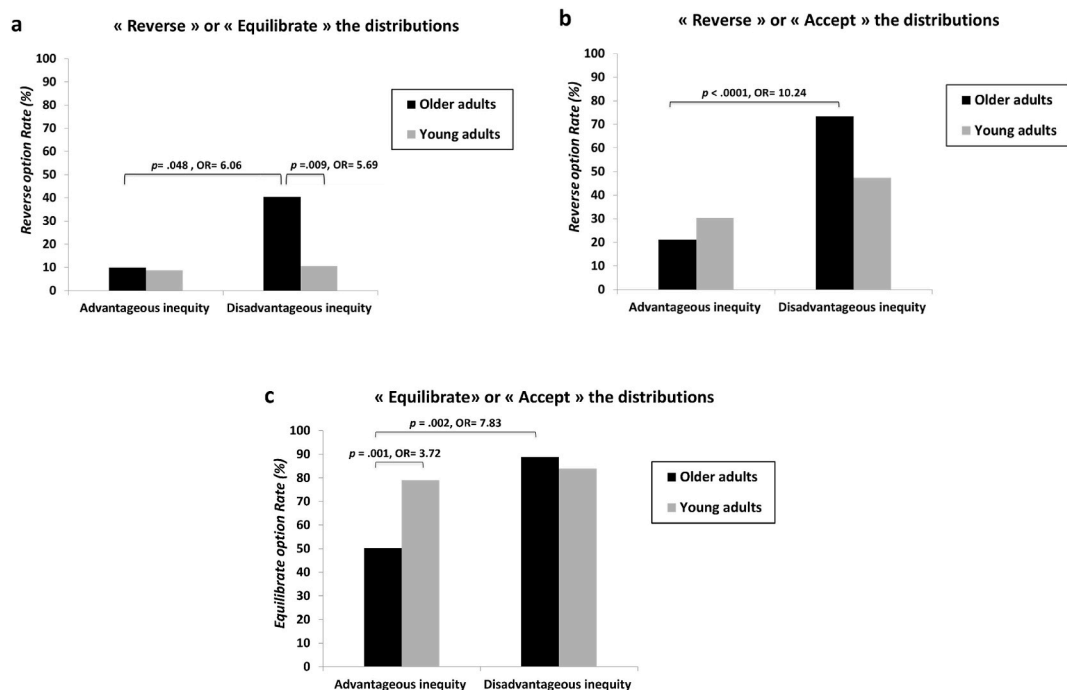 a
« Reverse » or « Equilibrate » the distributions
Reverse option Rate (%)
100
90
80
70
60
50
40
30
20
10
0
p= .048 , OR= 6.06
p =.009, OR= 5.69
Older adults
Young adults
Advantageous inequity
Disadvantageous inequity
b
« Reverse » or « Accept » the distributions
Reverse option Rate (%)
100
90
80
70
60
50
40
30
20
10
0
p < .0001, OR= 10.24
Older adults
Young adults
Advantageous inequity
Disadvantageous inequity
c
« Equilibrate» or « Accept » the distributions
Equilibrate option Rate (%)
100
90
80
70
60
50
40
30
20
10
0
p = .002, OR= 7.83
p = .001, OR= 3.72
Older adults
Young adults
Advantageous inequity
Disadvantageous inequity